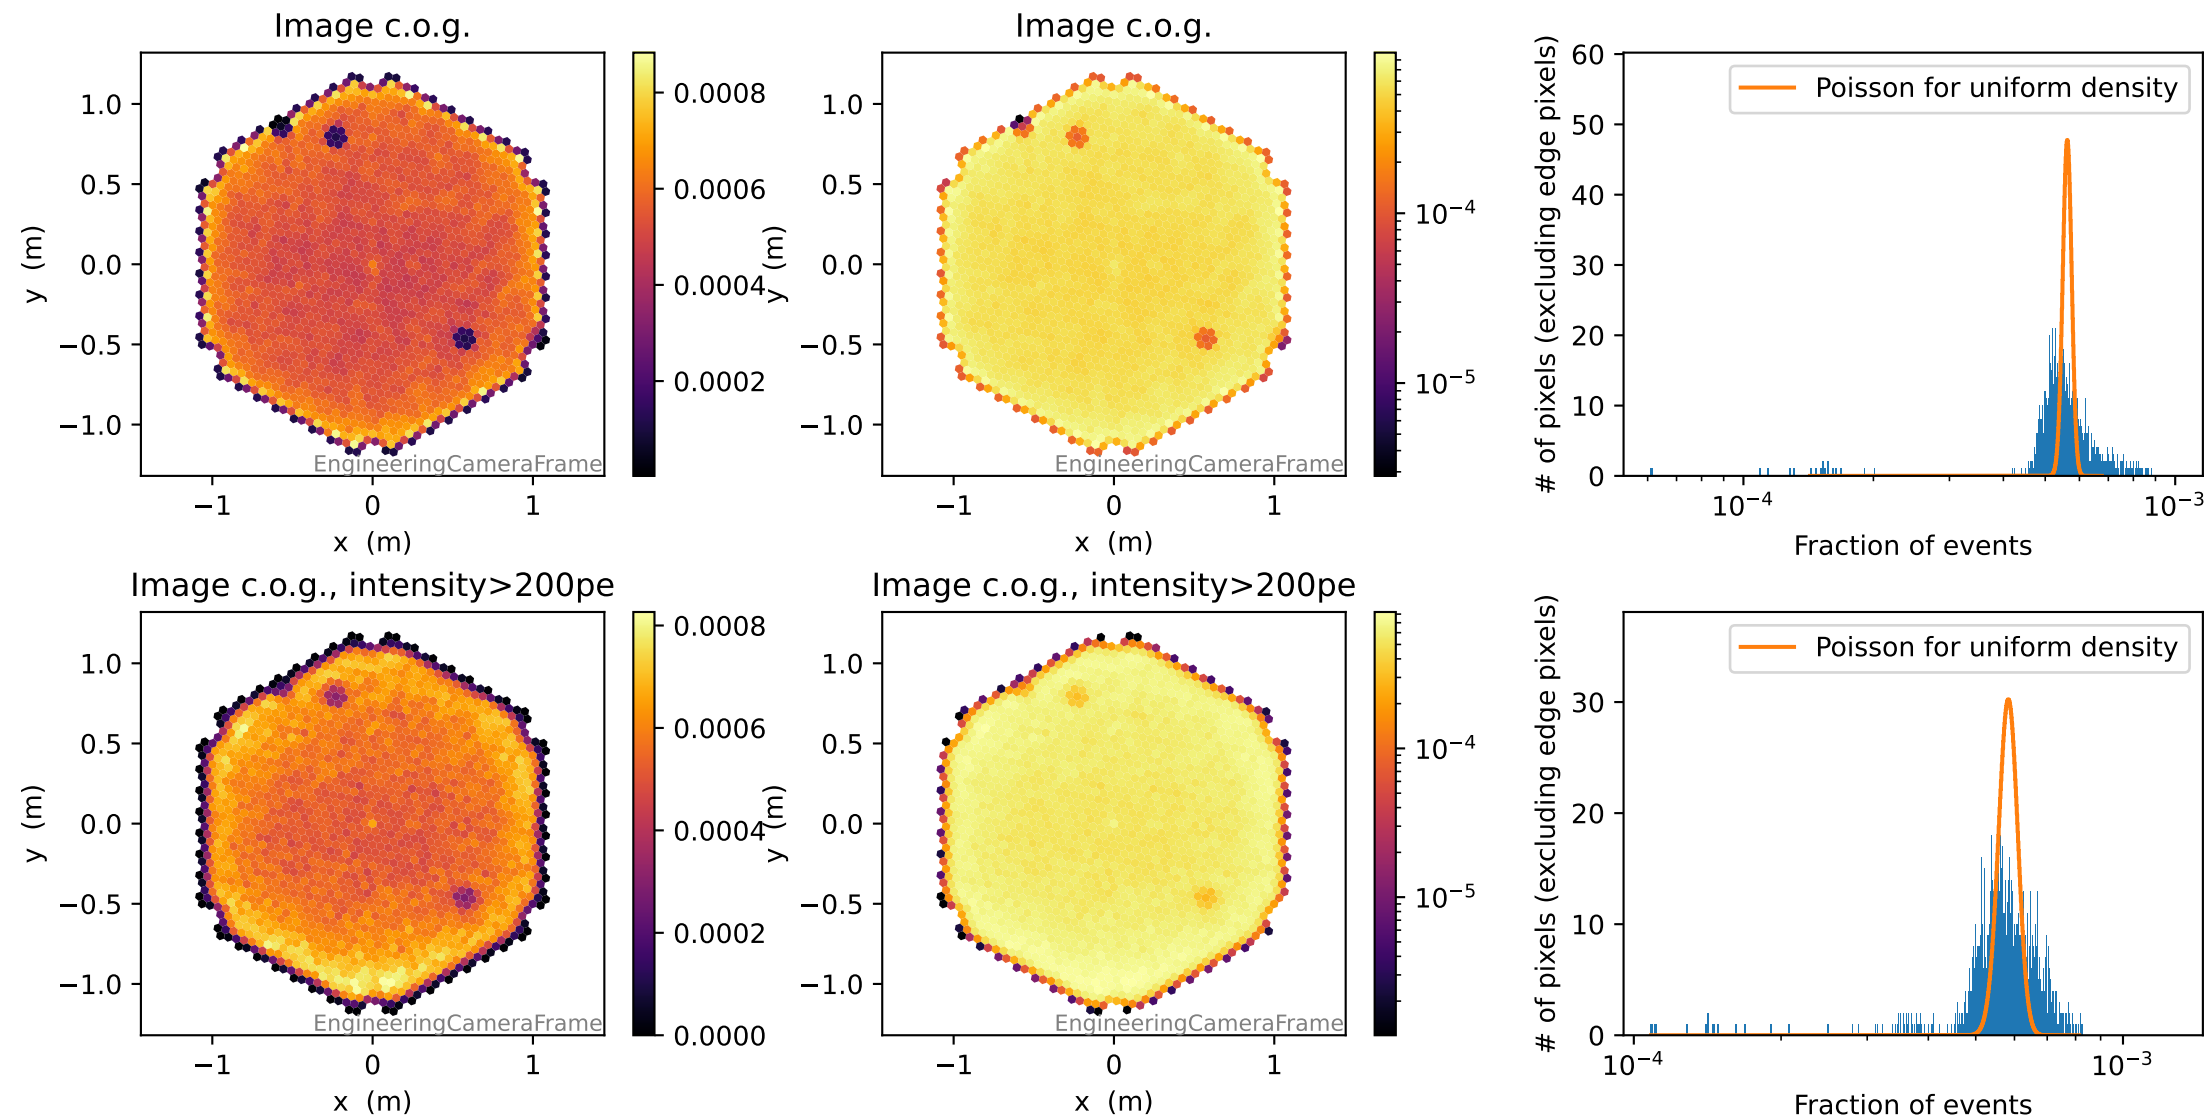 Image c.o.g.
y (m)
1.0
0.5
0.0
−0.5
−1.0
−1
0
1
x (m)
EngineeringCameraFrame
0.0008
0.0006
0.0004
0.0002
Image c.o.g.
y (m)
1.0
0.5
0.0
−0.5
−1.0
−1
0
1
x (m)
EngineeringCameraFrame
10⁻⁴
10⁻⁵
# of pixels (excluding edge pixels)
60
50
40
30
20
10
0
Poisson for uniform density
10⁻⁴
10⁻³
Fraction of events
Image c.o.g., intensity>200pe
y (m)
1.0
0.5
0.0
−0.5
−1.0
−1
0
1
x (m)
EngineeringCameraFrame
0.0008
0.0006
0.0004
0.0002
0.0000
Image c.o.g., intensity>200pe
y (m)
1.0
0.5
0.0
−0.5
−1.0
−1
0
1
x (m)
EngineeringCameraFrame
10⁻⁴
10⁻⁵
# of pixels (excluding edge pixels)
30
20
10
0
Poisson for uniform density
10⁻⁴
10⁻³
Fraction of events